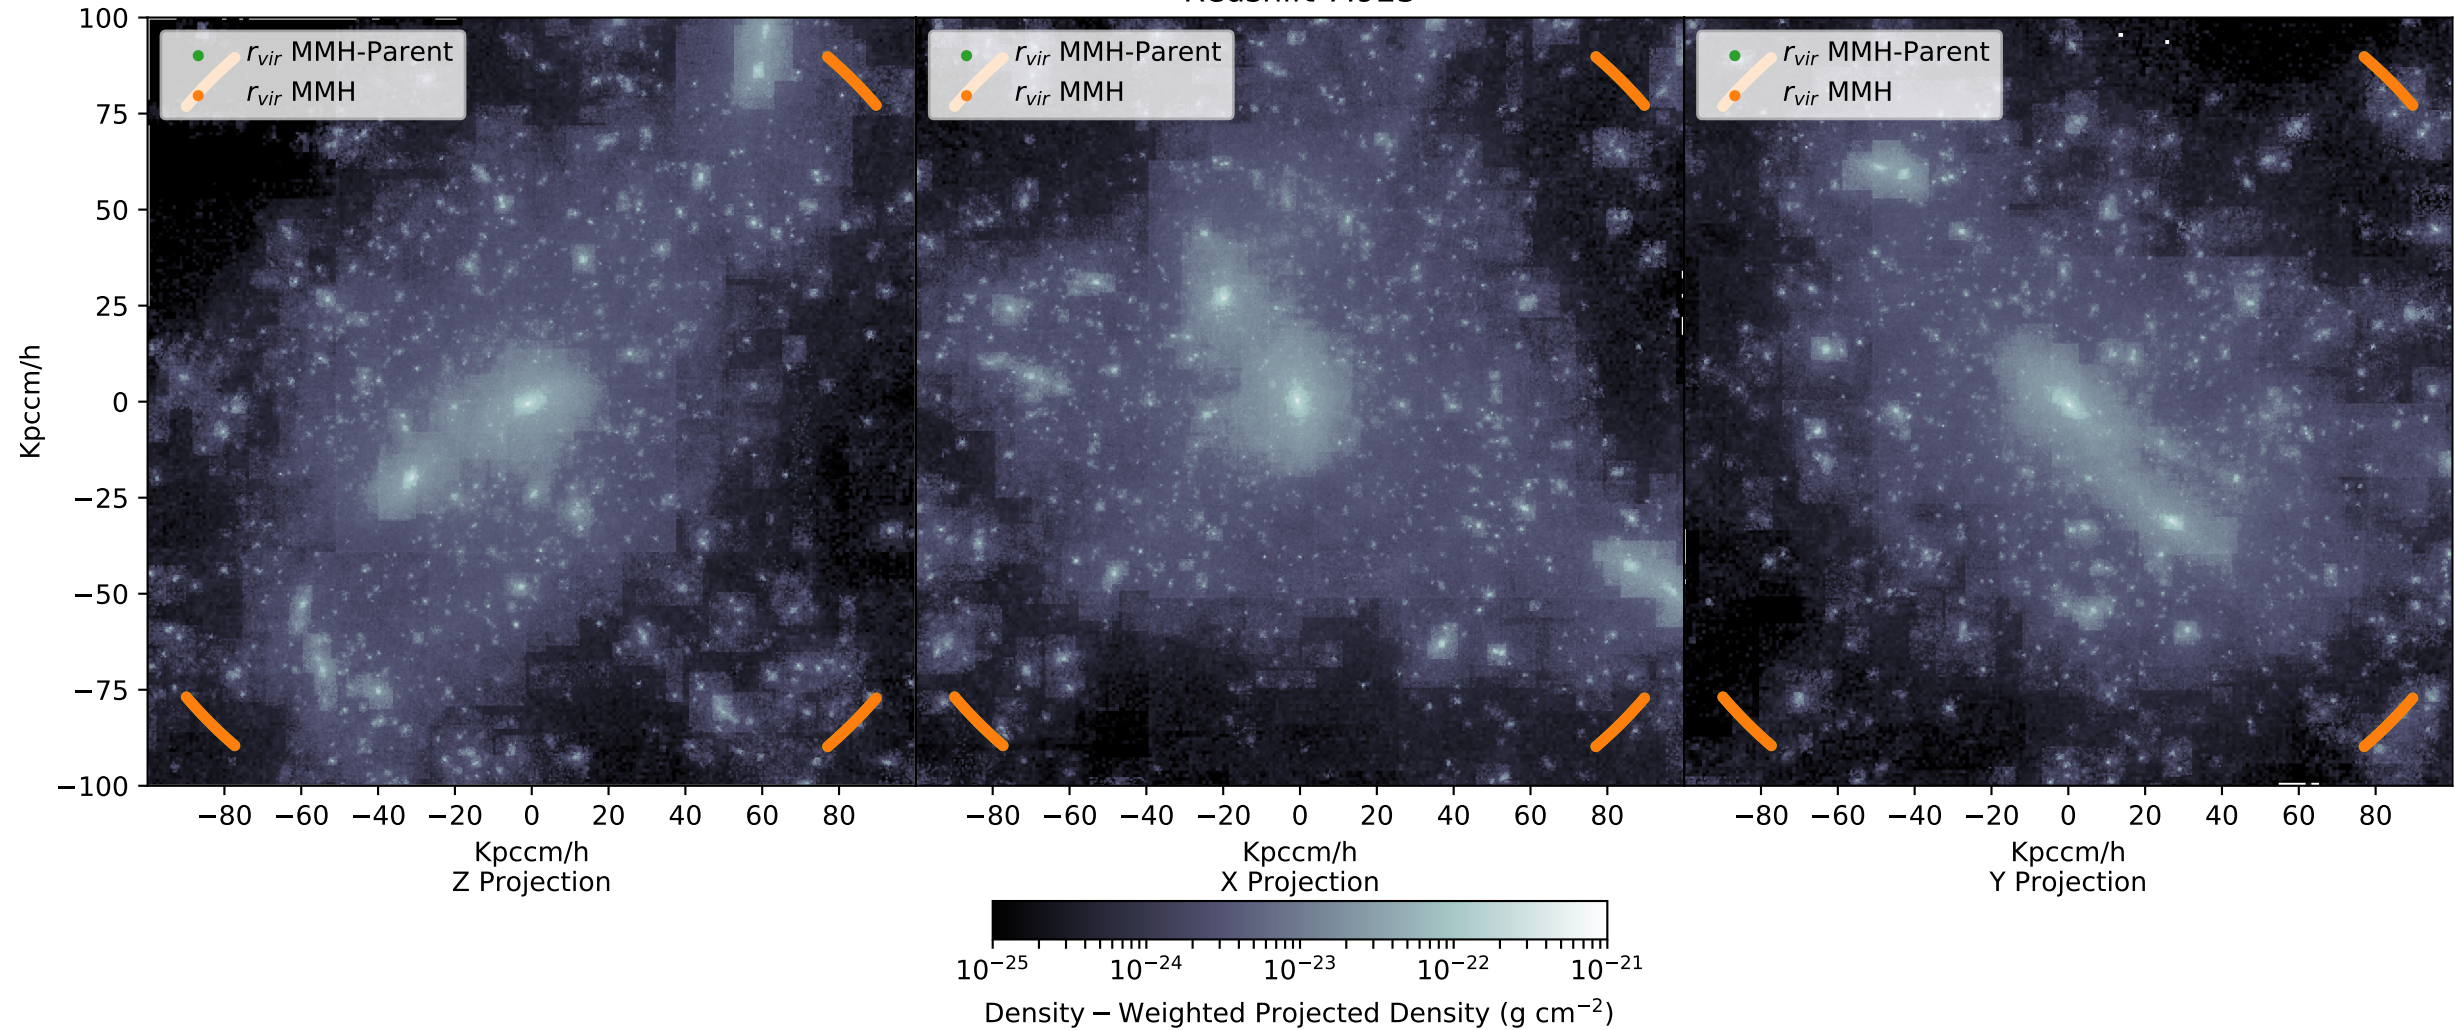 100
75
50
25
0
−25
−50
−75
−100
Kpccm/h
r_vir MMH-Parent
r_vir MMH
r_vir MMH-Parent
r_vir MMH
r_vir MMH-Parent
r_vir MMH
−80 −60 −40 −20 0 20 40 60 80
−80 −60 −40 −20 0 20 40 60 80
−80 −60 −40 −20 0 20 40 60 80
Kpccm/h
Z Projection
Kpccm/h
X Projection
Kpccm/h
Y Projection
10⁻²⁵ 10⁻²⁴ 10⁻²³ 10⁻²² 10⁻²¹
Density − Weighted Projected Density (g cm⁻²)